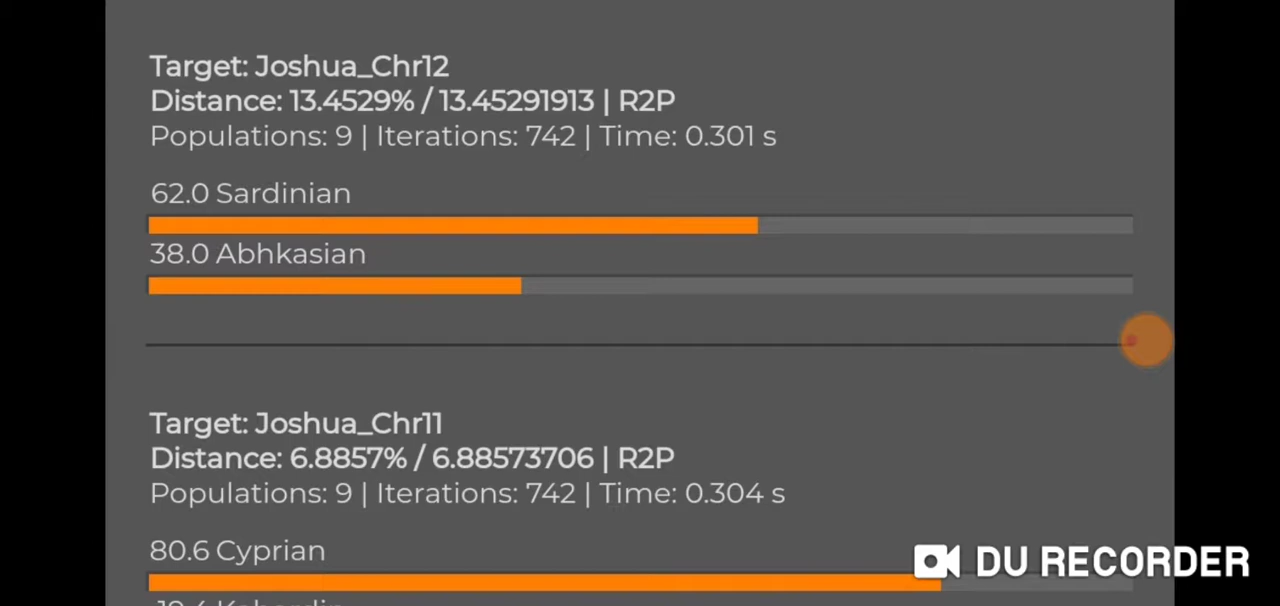 Target: Joshua_Chr12
Distance: 13.4529% / 13.45291913 | R2P
Populations: 9 | Iterations: 742 | Time: 0.301 s
62.0 Sardinian
38.0 Abhkasian
Target: Joshua_Chr11
Distance: 6.8857% / 6.88573706 | R2P
Populations: 9 | Iterations: 742 | Time: 0.304 s
80.6 Cyprian
DU RECORDER